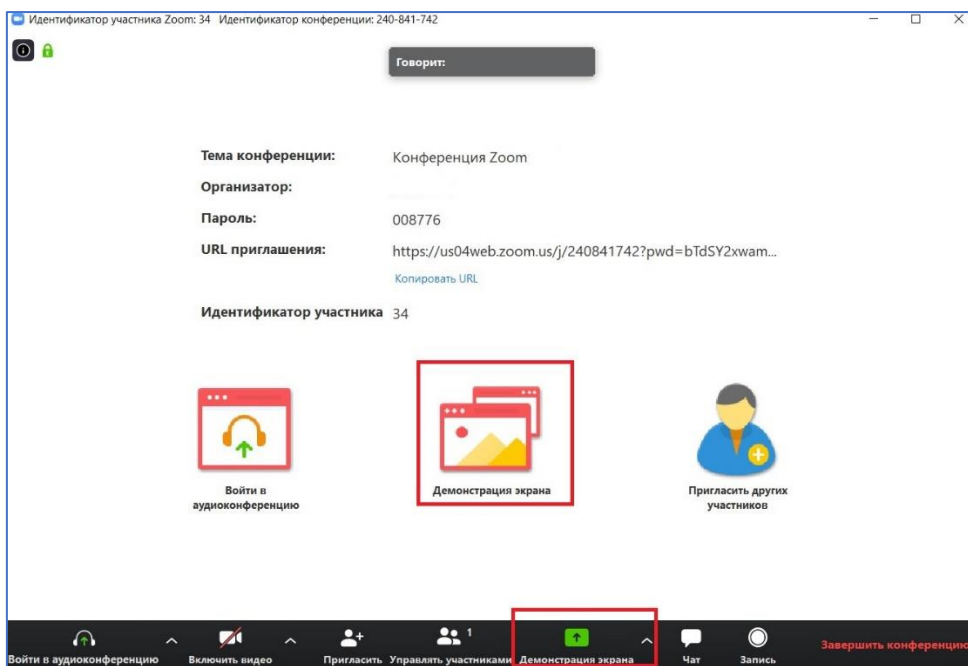 Идентификатор участника Zoom: 34 Идентификатор конференции: 240-841-742
Говорит:
Тема конференции: Конференция Zoom
Организатор:
Пароль: 008776
URL приглашения: https://us04web.zoom.us/j/240841742?pwd=bTdSY2xwam...
Копировать URL
Идентификатор участника 34
Войти в
аудиоконференцию
Демонстрация экрана
Пригласить других
участников
1
Войти в аудиоконференцию Включить видео Пригласить Управлять участниками Демонстрация экрана Чат Запись Завершить конференцию